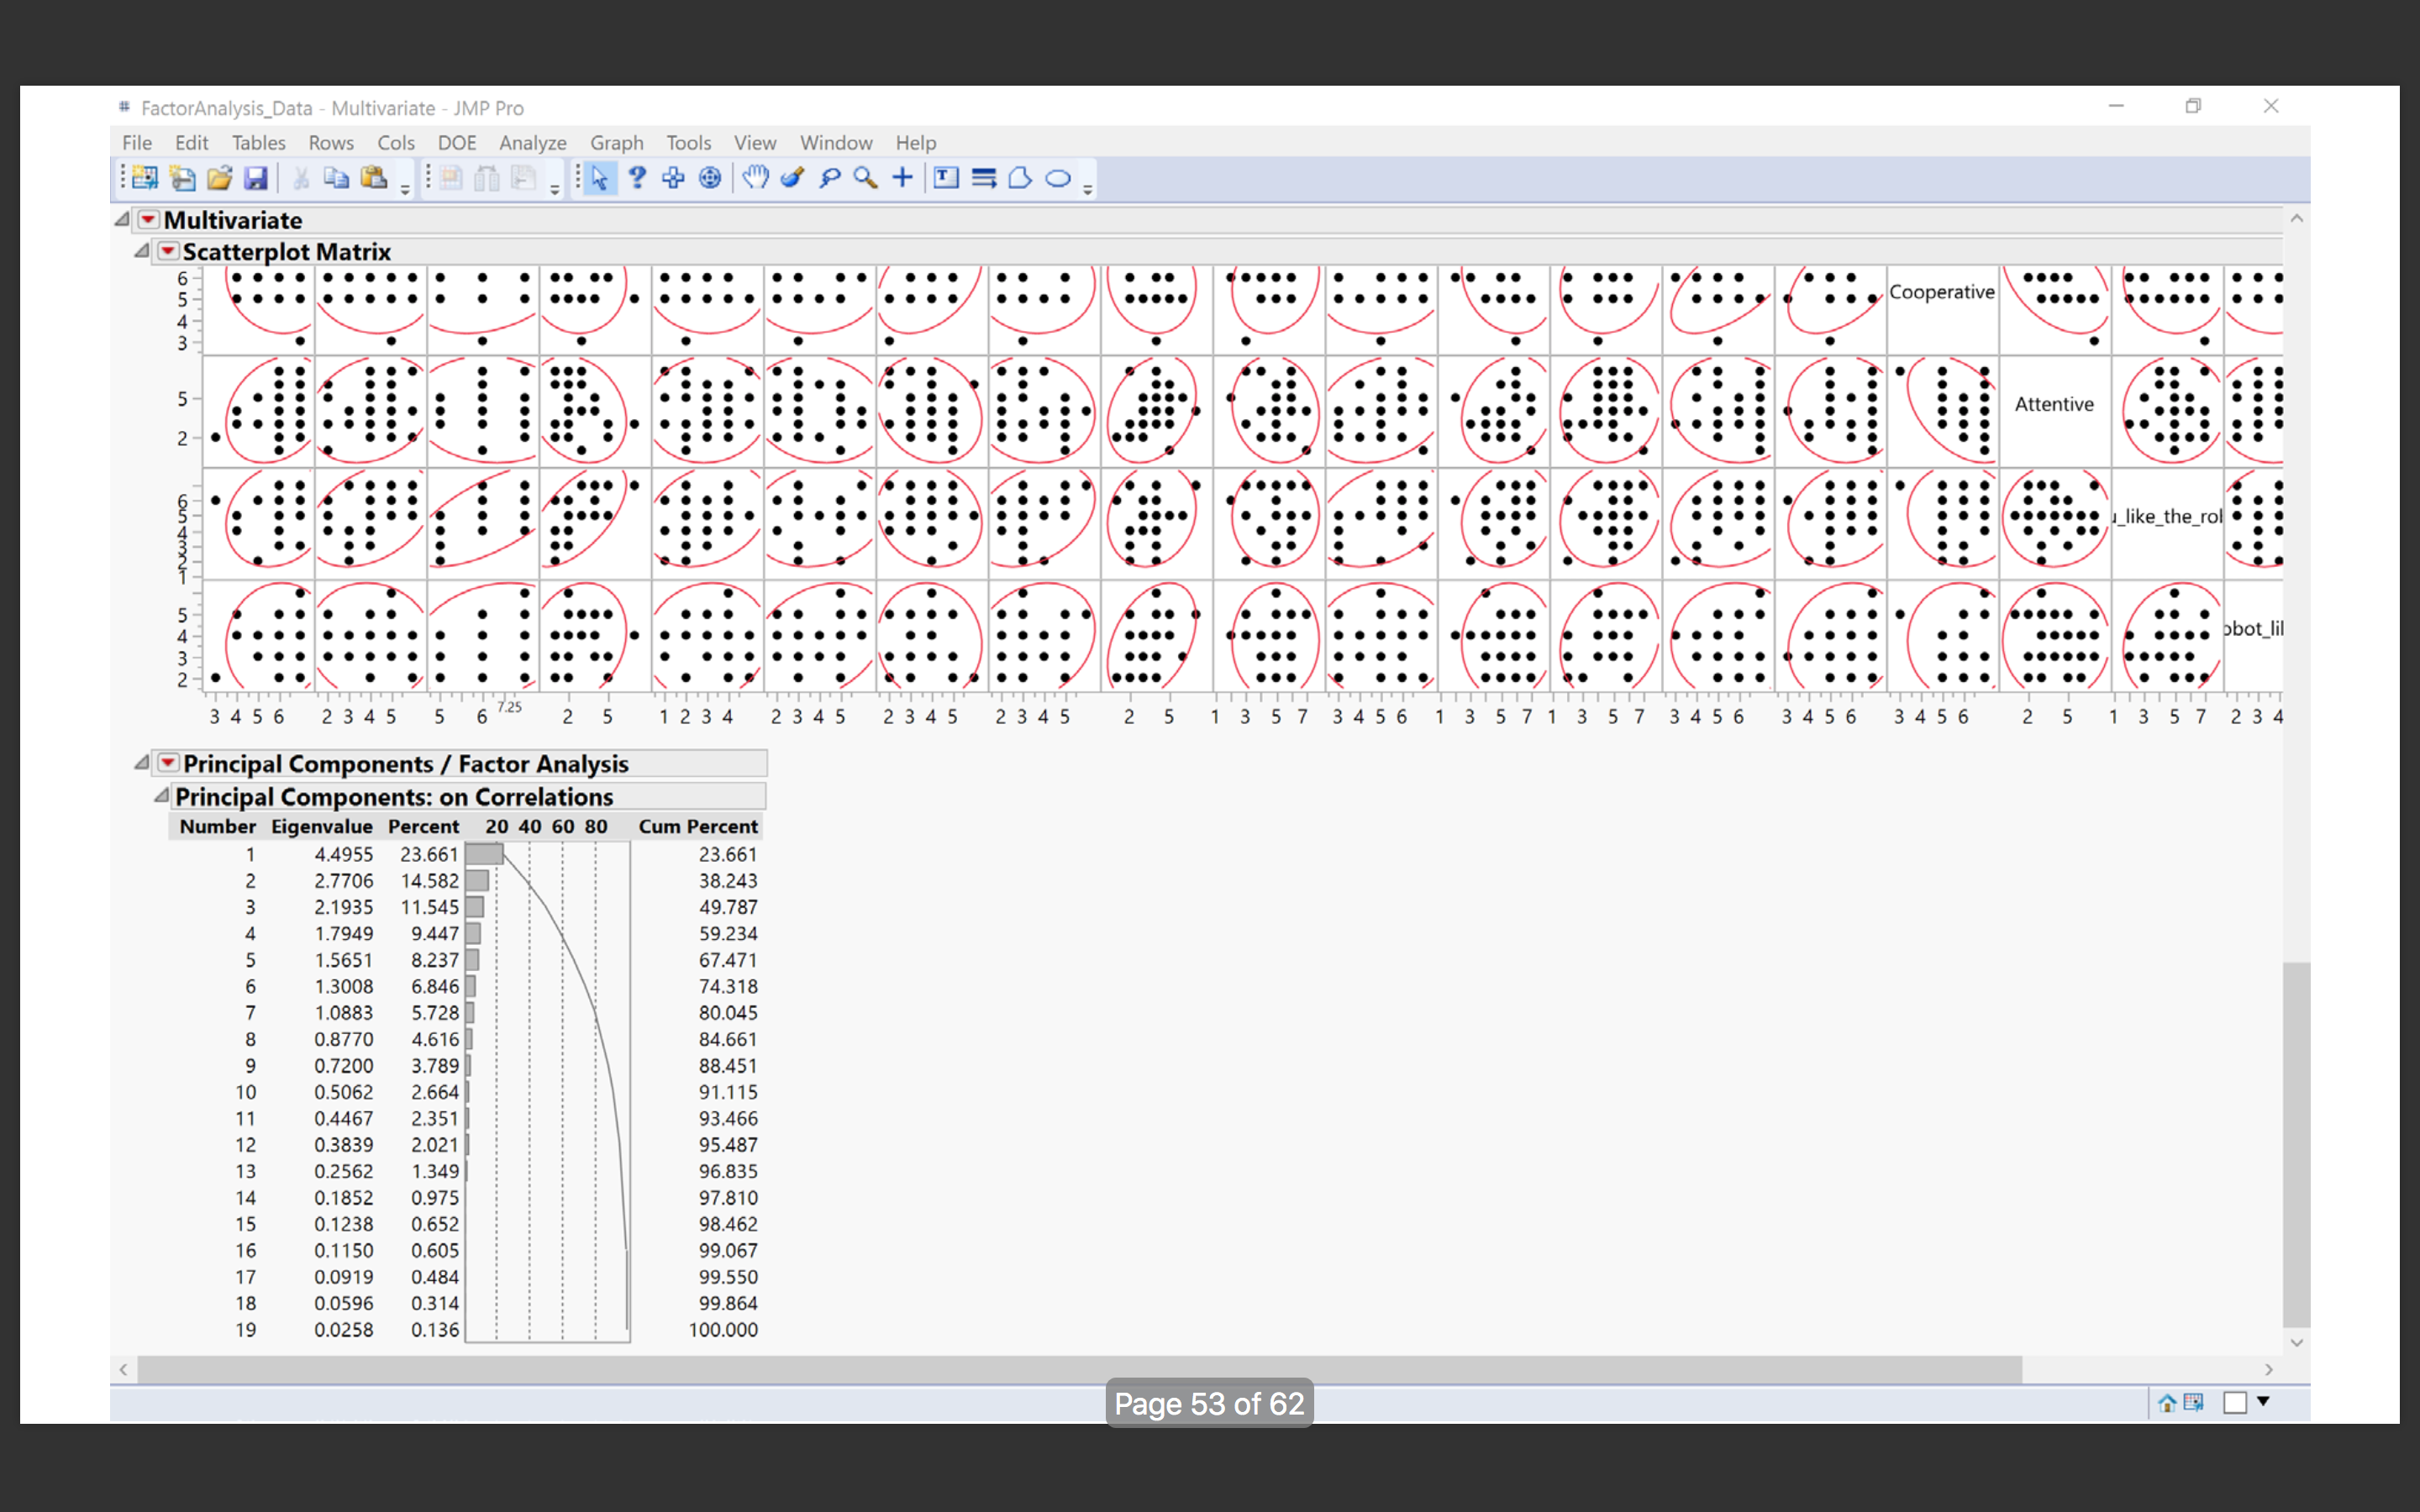 FactorAnalysis_Data - Multivariate - JMP Pro
File Edit Tables Rows Cols DOE Analyze Graph Tools View Window Help
Multivariate
Scatterplot Matrix
6
5
4
3
Cooperative
5
2
Attentive
6
5
4
3
2
1
u_like_the_rol
5
4
3
2
obot_lil
3 4 5 6 2 3 4 5 5 6 7.25 2 5 1 2 3 4 2 3 4 5 2 3 4 5 2 3 4 5 2 5 1 3 5 7 3 4 5 6 1 3 5 7 1 3 5 7 3 4 5 6 3 4 5 6 3 4 5 6 2 5 1 3 5 7 2 3 4
Principal Components / Factor Analysis
Principal Components: on Correlations
Number Eigenvalue Percent 20 40 60 80 Cum Percent
1 4.4955 23.661 23.661
2 2.7706 14.582 38.243
3 2.1935 11.545 49.787
4 1.7949 9.447 59.234
5 1.5651 8.237 67.471
6 1.3008 6.846 74.318
7 1.0883 5.728 80.045
8 0.8770 4.616 84.661
9 0.7200 3.789 88.451
10 0.5062 2.664 91.115
11 0.4467 2.351 93.466
12 0.3839 2.021 95.487
13 0.2562 1.349 96.835
14 0.1852 0.975 97.810
15 0.1238 0.652 98.462
16 0.1150 0.605 99.067
17 0.0919 0.484 99.550
18 0.0596 0.314 99.864
19 0.0258 0.136 100.000
Page 53 of 62